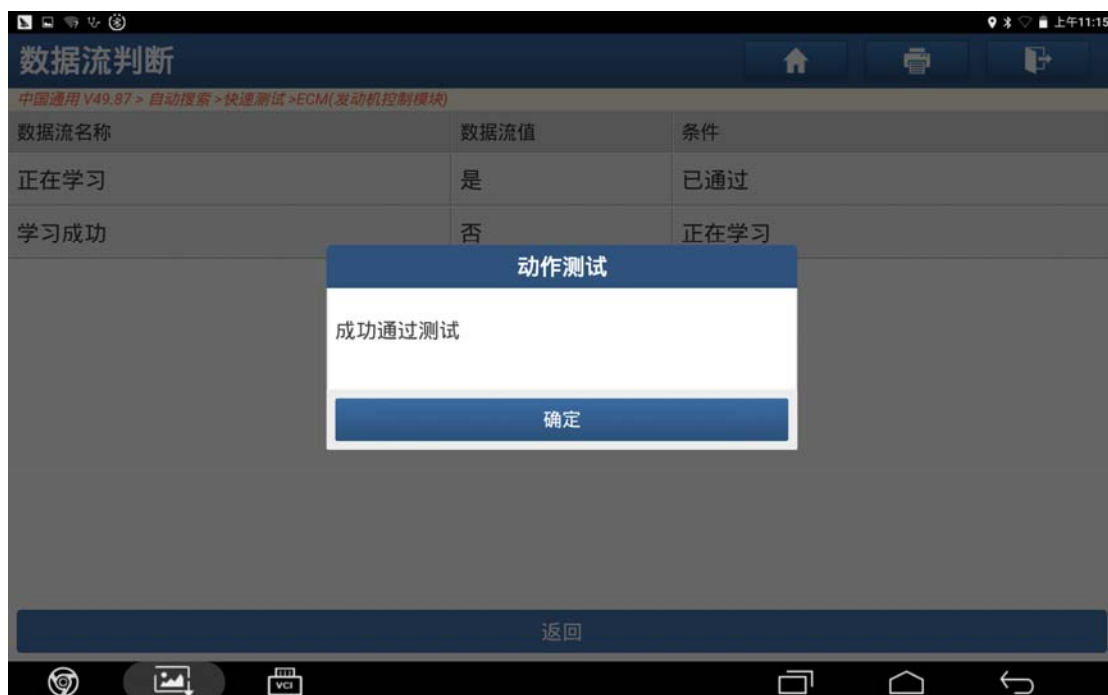 上午11:15
数据流判断
中国通用 V49.87 > 自动搜索 > 快速测试 >ECM(发动机控制模块)
数据流名称 数据流值 条件
正在学习 是 已通过
学习成功 否 正在学习
动作测试
成功通过测试
确定
返回
VCI